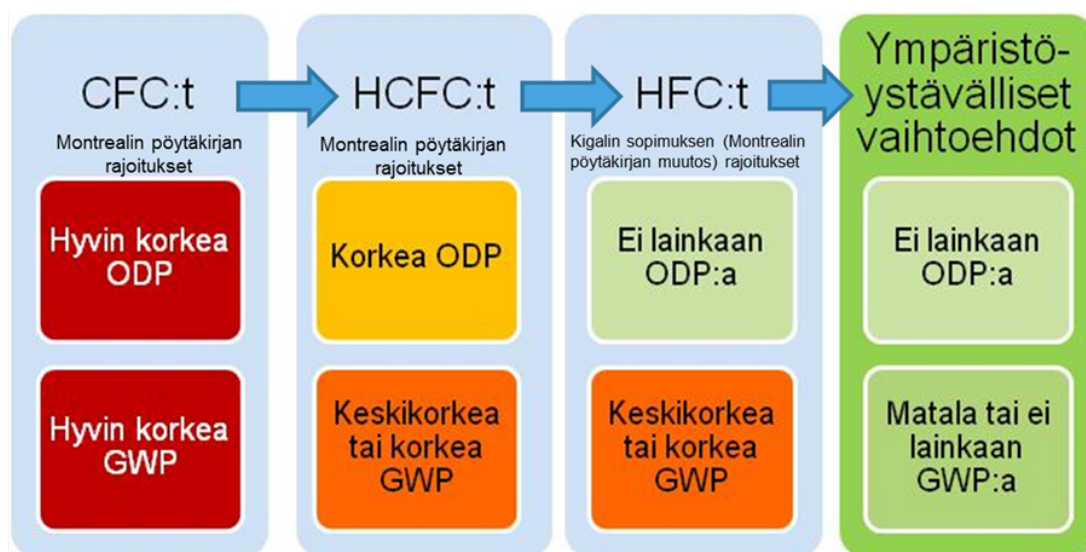 CFC:t
Montrealin pöytäkirjan
rajoitukset
Hyvin korkea
ODP
Hyvin korkea
GWP
HCFC:t
Montrealin pöytäkirjan
rajoitukset
Korkea ODP
Keskikorkea
tai korkea
GWP
HFC:t
Kigalin sopimuksen (Montrealin
pöytäkirjan muutos) rajoitukset
Ei lainkaan
ODP:a
Keskikorkea
tai korkea
GWP
Ympäristö-
ystävälliset
vaihtoehdot
Ei lainkaan
ODP:a
Matala tai ei
lainkaan
GWP:a